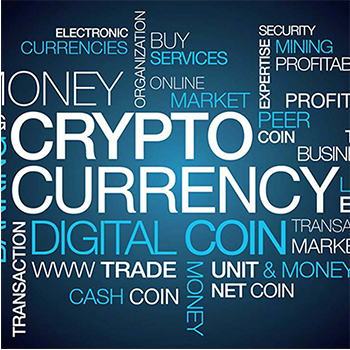 ELECTRONIC
CURRENCIES
ORGANIZATION
BUY
SERVICES
ONLINE
MARKET
EXPERTISE
SECURITY
MINING
PROFITAB
PROFIT
PEER
COIN
BUSIN
MONEY
CRYPTO
CURRENCY
DIGITAL COIN
TRANSA
MARKE
TRANSACTION
WWW TRADE
CASH COIN
MONEY
UNIT & MONEY
NET COIN